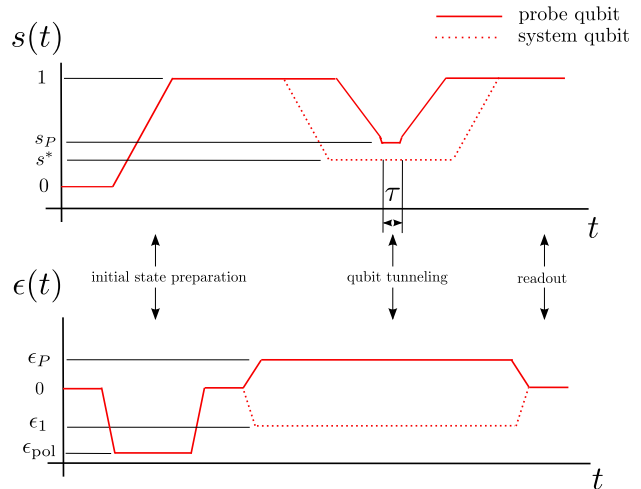 probe qubit
system qubit
s(t)
1
s_P
s*
0
τ
t
initial state preparation
qubit tunneling
readout
ϵ(t)
ϵ_P
0
ϵ_1
ϵ_pol
t